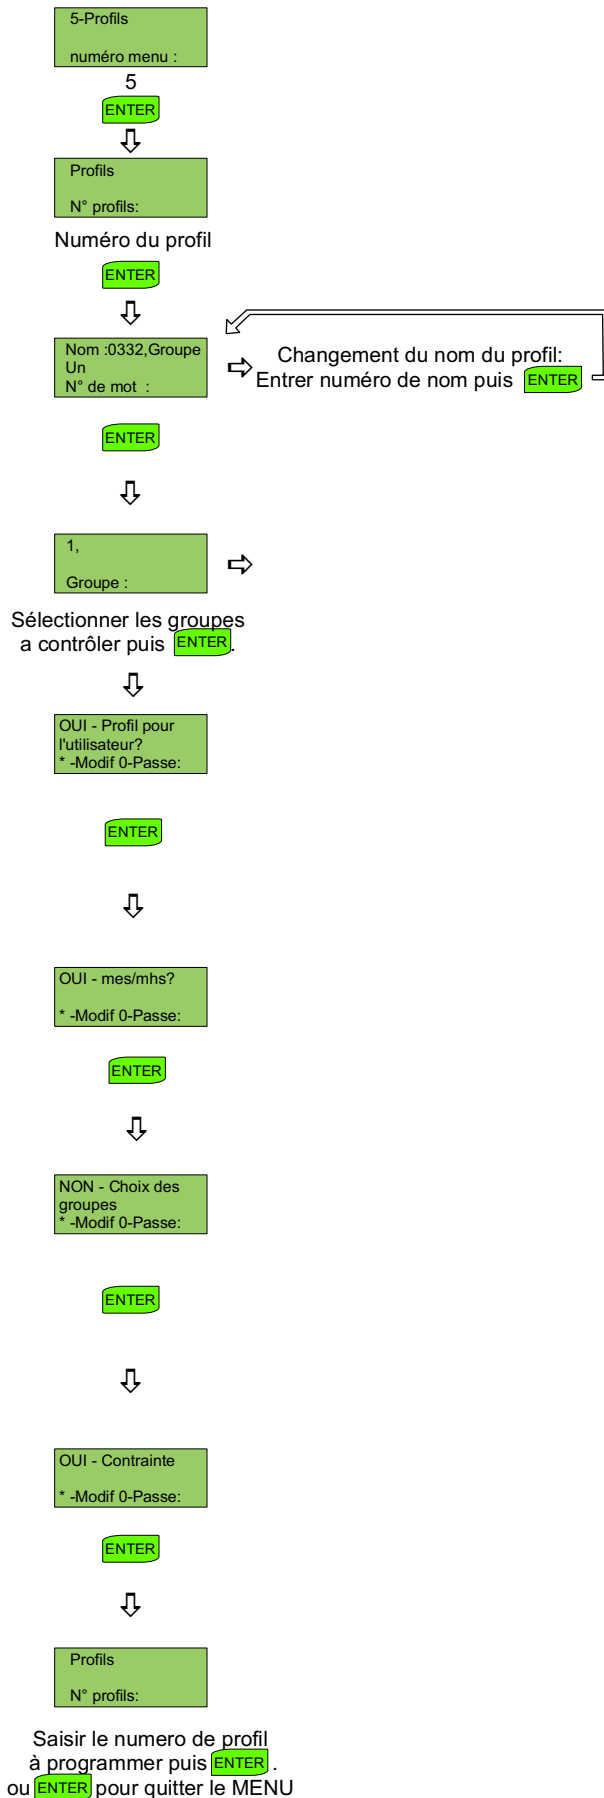 5-Profils
numéro menu :
5
ENTER
Profils
N° profils:
Numéro du profil
ENTER
Nom :0332,Groupe
Un
N° de mot :
Changement du nom du profil:
Entrer numéro de nom puis ENTER
ENTER
1,
Groupe :
Sélectionner les groupes
a contrôler puis ENTER.
OUI - Profil pour
l'utilisateur?
* -Modif 0-Passe:
ENTER
OUI - mes/mhs?
* -Modif 0-Passe:
ENTER
NON - Choix des
groupes
* -Modif 0-Passe:
ENTER
OUI - Contrainte
* -Modif 0-Passe:
ENTER
Profils
N° profils:
Saisir le numero de profil
à programmer puis ENTER .
ou ENTER pour quitter le MENU